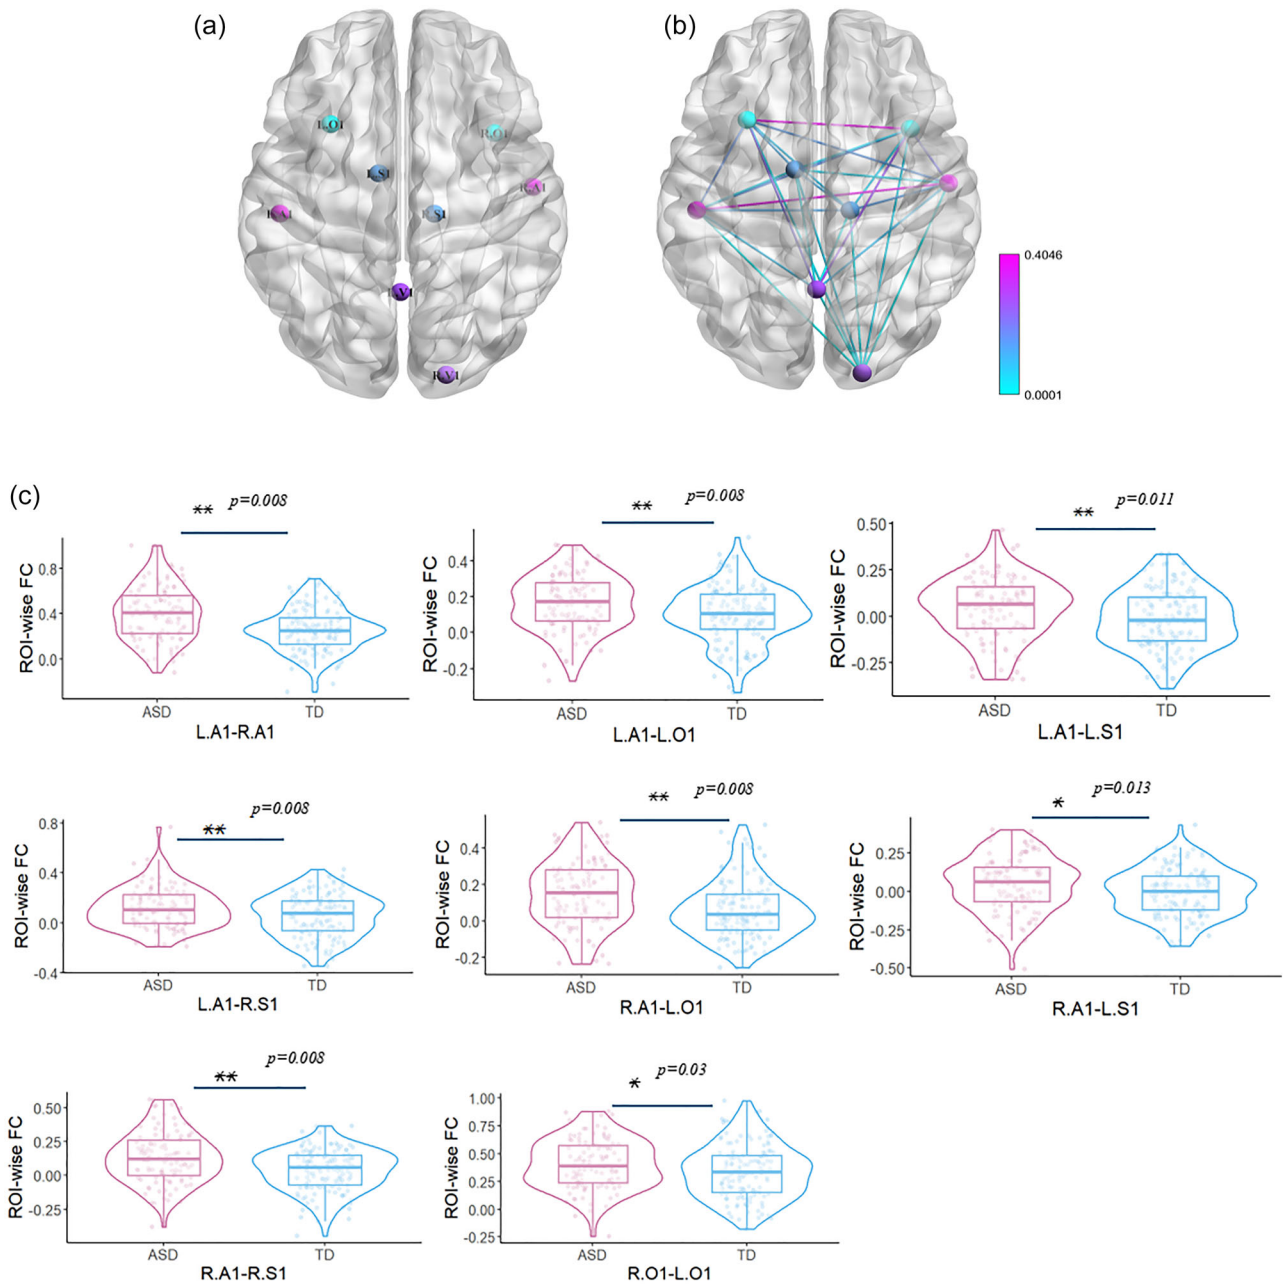 (a)
(b)
L.O1
R.O1
L.S1
R.A1
L.A1
R.S1
L.V1
R.V1
0.4046
0.0001
(c)
** p=0.008
ROI-wise FC
0.8
0.4
0.0
ASD TD
L.A1-R.A1
** p=0.008
ROI-wise FC
0.4
0.2
0.0
-0.2
ASD TD
L.A1-L.O1
** p=0.011
ROI-wise FC
0.50
0.25
0.00
-0.25
ASD TD
L.A1-L.S1
** p=0.008
ROI-wise FC
0.8
0.4
0.0
-0.4
ASD TD
L.A1-R.S1
** p=0.008
ROI-wise FC
0.4
0.2
0.0
-0.2
ASD TD
R.A1-L.O1
* p=0.013
ROI-wise FC
0.25
0.00
-0.25
-0.50
ASD TD
R.A1-L.S1
** p=0.008
ROI-wise FC
0.50
0.25
0.00
-0.25
ASD TD
R.A1-R.S1
* p=0.03
ROI-wise FC
1.00
0.75
0.50
0.25
0.00
-0.25
ASD TD
R.O1-L.O1